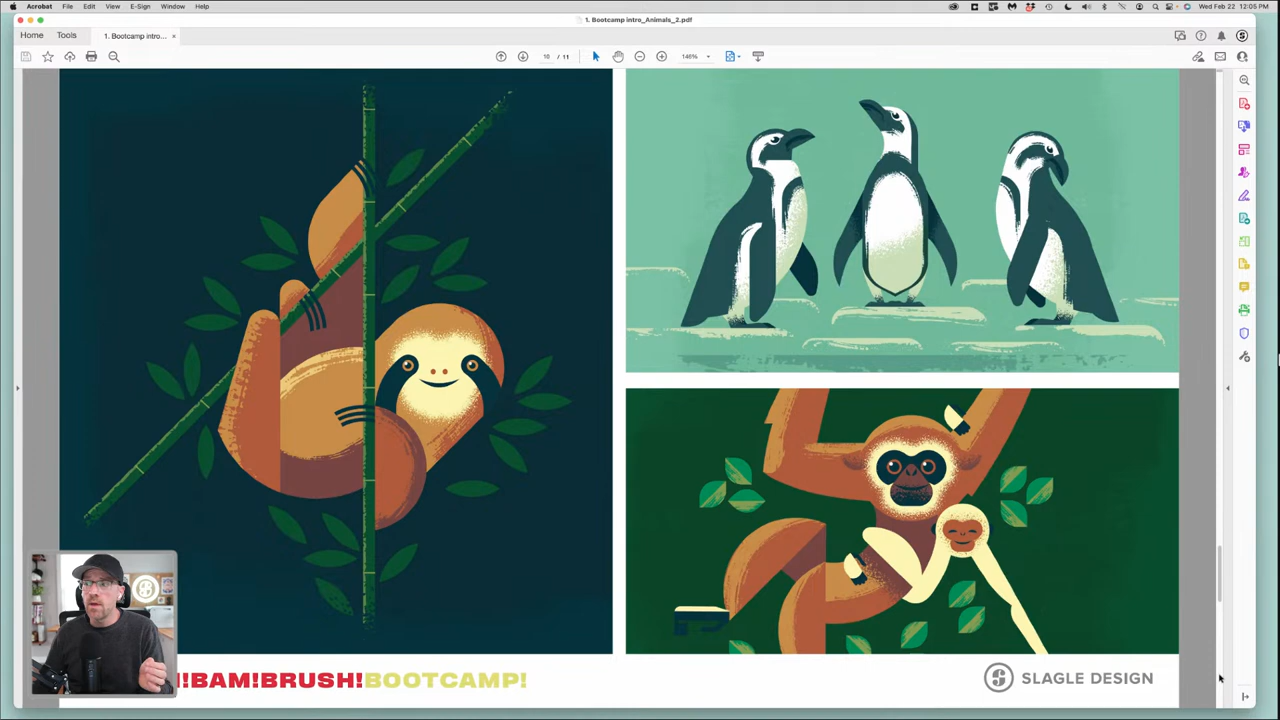 Acrobat File Edit View E-Sign Window Help
Wed Feb 22 12:05 PM
1. Bootcamp intro_Animals_2.pdf
Home Tools 1. Bootcamp intro... ×
10 / 11
146%
!BAM!BRUSH!BOOTCAMP!
SLAGLE DESIGN